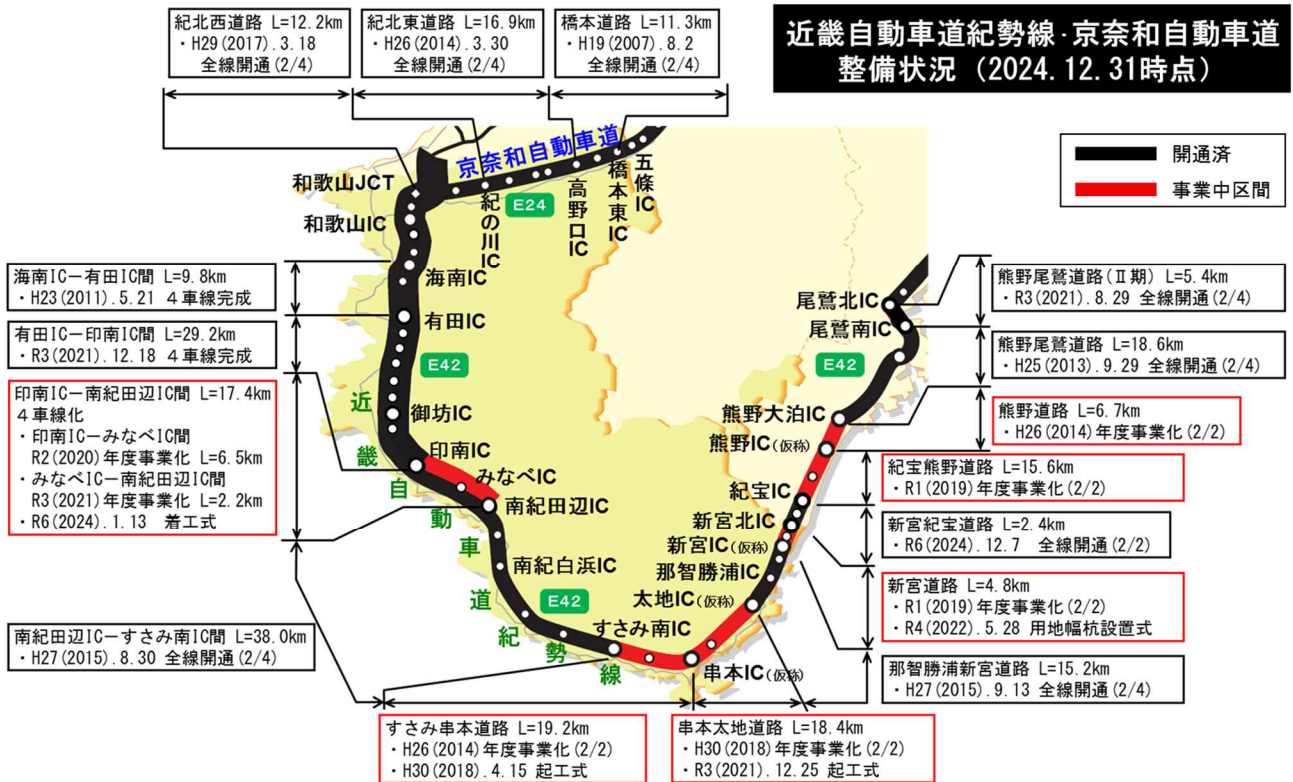 近畿自動車道紀勢線・京奈和自動車道
整備状況（2024.12.31時点）
紀北西道路 L=12.2km
・H29(2017).3.18
全線開通(2/4)
紀北東道路 L=16.9km
・H26(2014).3.30
全線開通(2/4)
橋本道路 L=11.3km
・H19(2007).8.2
全線開通(2/4)
開通済
事業中区間
京奈和自動車道
E24
和歌山JCT
和歌山IC
紀の川IC
高野口IC
橋本東IC
五條IC
海南IC
有田IC
E42
御坊IC
印南IC
みなべIC
南紀田辺IC
南紀白浜IC
E42
すさみ南IC
近畿自動車道紀勢線
尾鷲北IC
尾鷲南IC
E42
熊野大泊IC
熊野IC(仮称)
紀宝IC
新宮北IC
新宮IC(仮称)
那智勝浦IC
太地IC(仮称)
串本IC(仮称)
海南IC－有田IC間 L=9.8km
・H23(2011).5.21 ４車線完成
有田IC－印南IC間 L=29.2km
・R3(2021).12.18 ４車線完成
印南IC－南紀田辺IC間 L=17.4km
４車線化
・印南IC－みなべIC間
R2(2020)年度事業化 L=6.5km
・みなべIC－南紀田辺IC間
R3(2021)年度事業化 L=2.2km
・R6(2024).1.13 着工式
南紀田辺IC－すさみ南IC間 L=38.0km
・H27(2015).8.30 全線開通(2/4)
熊野尾鷲道路(Ⅱ期) L=5.4km
・R3(2021).8.29 全線開通(2/4)
熊野尾鷲道路 L=18.6km
・H25(2013).9.29 全線開通(2/4)
熊野道路 L=6.7km
・H26(2014)年度事業化(2/2)
紀宝熊野道路 L=15.6km
・R1(2019)年度事業化(2/2)
新宮紀宝道路 L=2.4km
・R6(2024).12.7 全線開通(2/2)
新宮道路 L=4.8km
・R1(2019)年度事業化(2/2)
・R4(2022).5.28 用地幅杭設置式
那智勝浦新宮道路 L=15.2km
・H27(2015).9.13 全線開通(2/4)
すさみ串本道路 L=19.2km
・H26(2014)年度事業化(2/2)
・H30(2018).4.15 起工式
串本太地道路 L=18.4km
・H30(2018)年度事業化(2/2)
・R3(2021).12.25 起工式